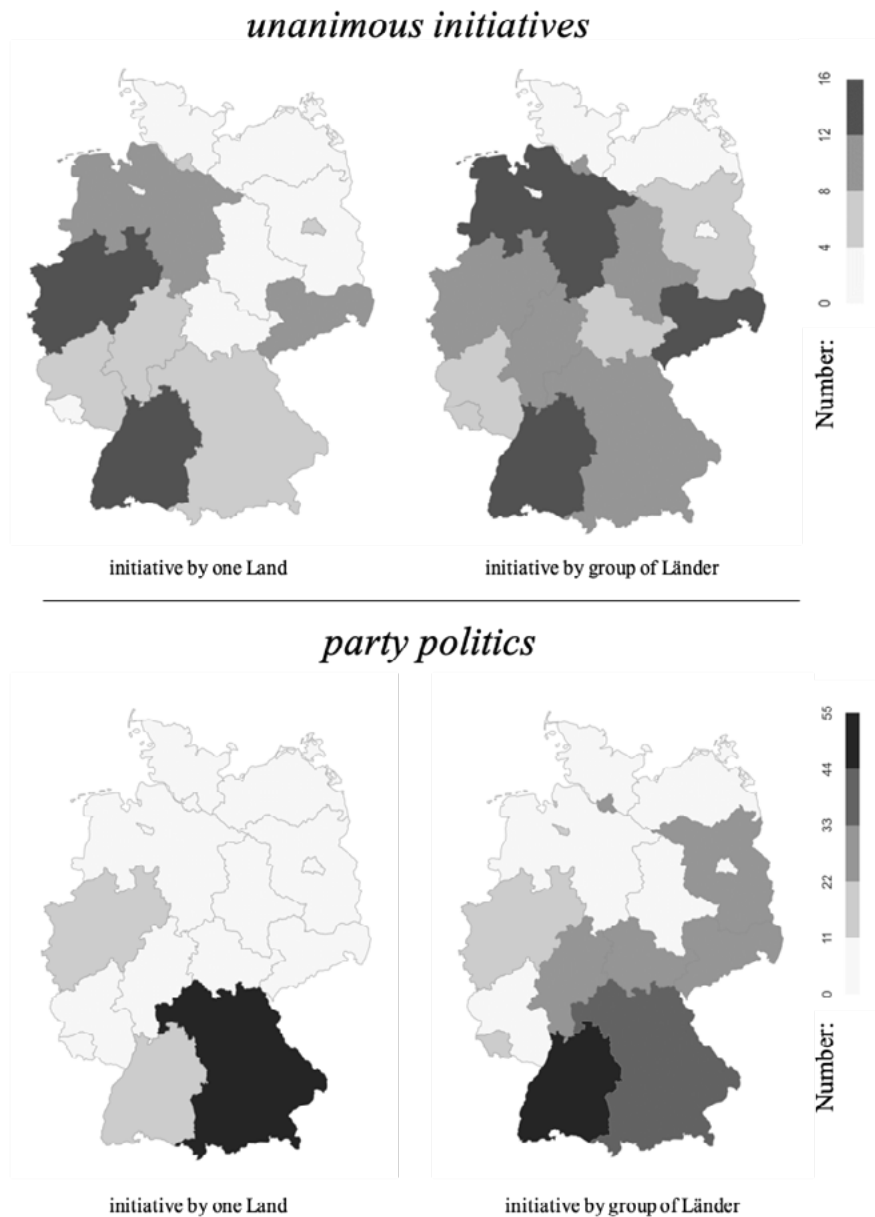 unanimous initiatives
16
12
8
4
0
Number:
initiative by one Land
initiative by group of Länder
party politics
55
44
33
22
11
0
Number:
initiative by one Land
initiative by group of Länder